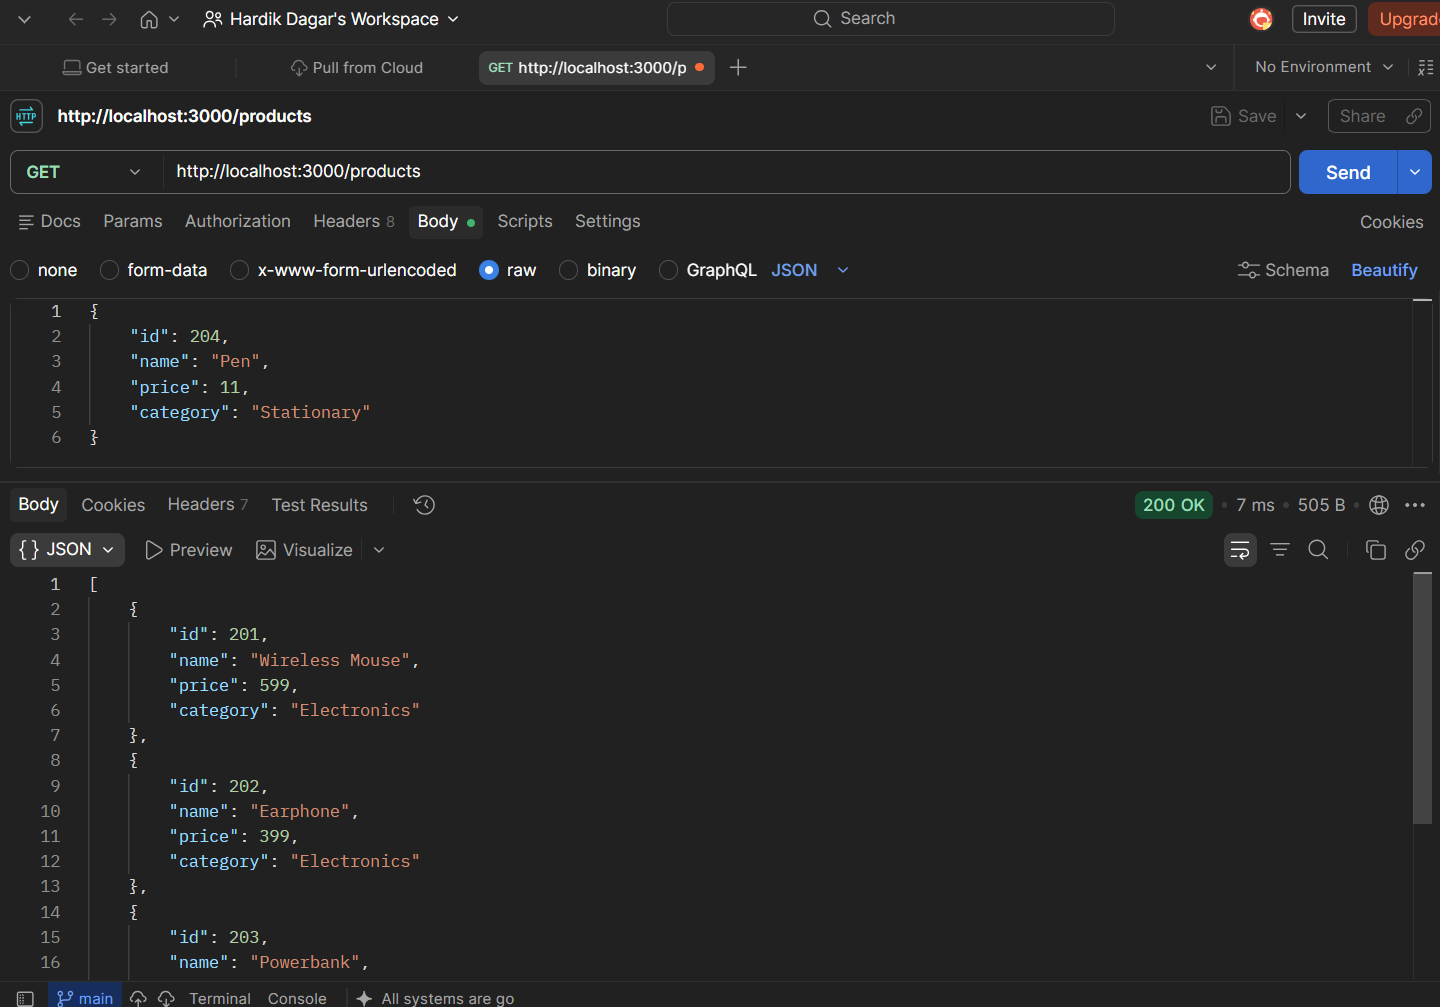 Hardik Dagar's Workspace
Search
Invite
Upgrad
Get started
Pull from Cloud
GET http://localhost:3000/p
No Environment
HTTP
http://localhost:3000/products
Save
Share
GET
http://localhost:3000/products
Send
Docs
Params
Authorization
Headers 8
Body
Scripts
Settings
Cookies
none
form-data
x-www-form-urlencoded
raw
binary
GraphQL
JSON
Schema
Beautify
1 {
2 "id": 204,
3 "name": "Pen",
4 "price": 11,
5 "category": "Stationary"
6 }
Body
Cookies
Headers 7
Test Results
200 OK • 7 ms • 505 B •
{} JSON
Preview
Visualize
1 [
2 {
3 "id": 201,
4 "name": "Wireless Mouse",
5 "price": 599,
6 "category": "Electronics"
7 },
8 {
9 "id": 202,
10 "name": "Earphone",
11 "price": 399,
12 "category": "Electronics"
13 },
14 {
15 "id": 203,
16 "name": "Powerbank",
main
Terminal
Console
All systems are go